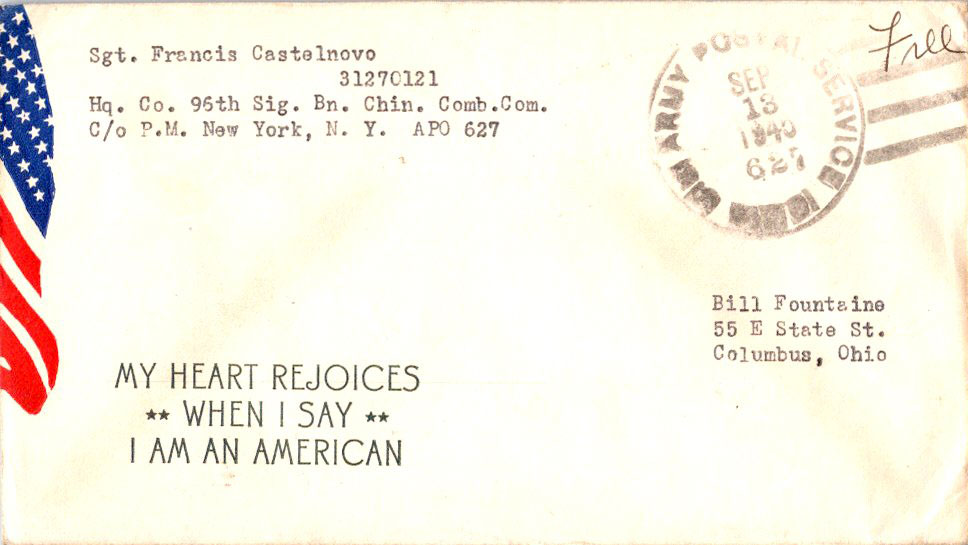 Sgt. Francis Castelnovo
31270121
Hq. Co. 96th Sig. Bn. Chin. Comb.Com.
C/o P.M. New York, N. Y. APO 627
ARMY POSTAL SERVICE
SEP
13
627
Free
Bill Fountaine
55 E State St.
Columbus, Ohio
MY HEART REJOICES
** WHEN I SAY **
I AM AN AMERICAN